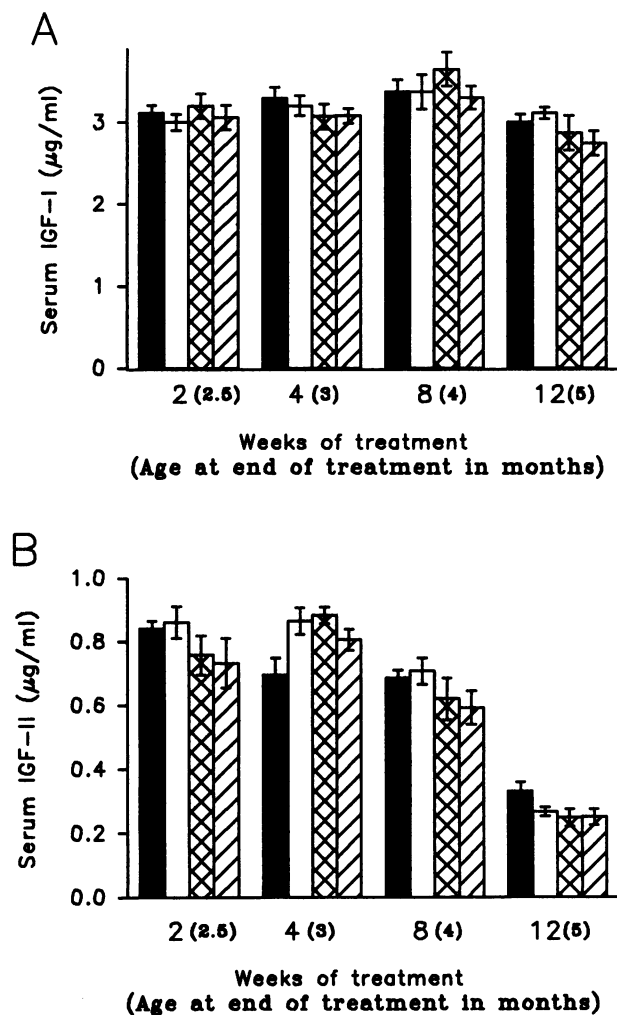 A
Serum IGF-I (μg/ml)
3
2
1
0
2 (2.5) 4 (3) 8 (4) 12 (5)
Weeks of treatment
(Age at end of treatment in months)
B
Serum IGF-II (μg/ml)
1.0
0.8
0.6
0.4
0.2
0.0
2 (2.5) 4 (3) 8 (4) 12 (5)
Weeks of treatment
(Age at end of treatment in months)